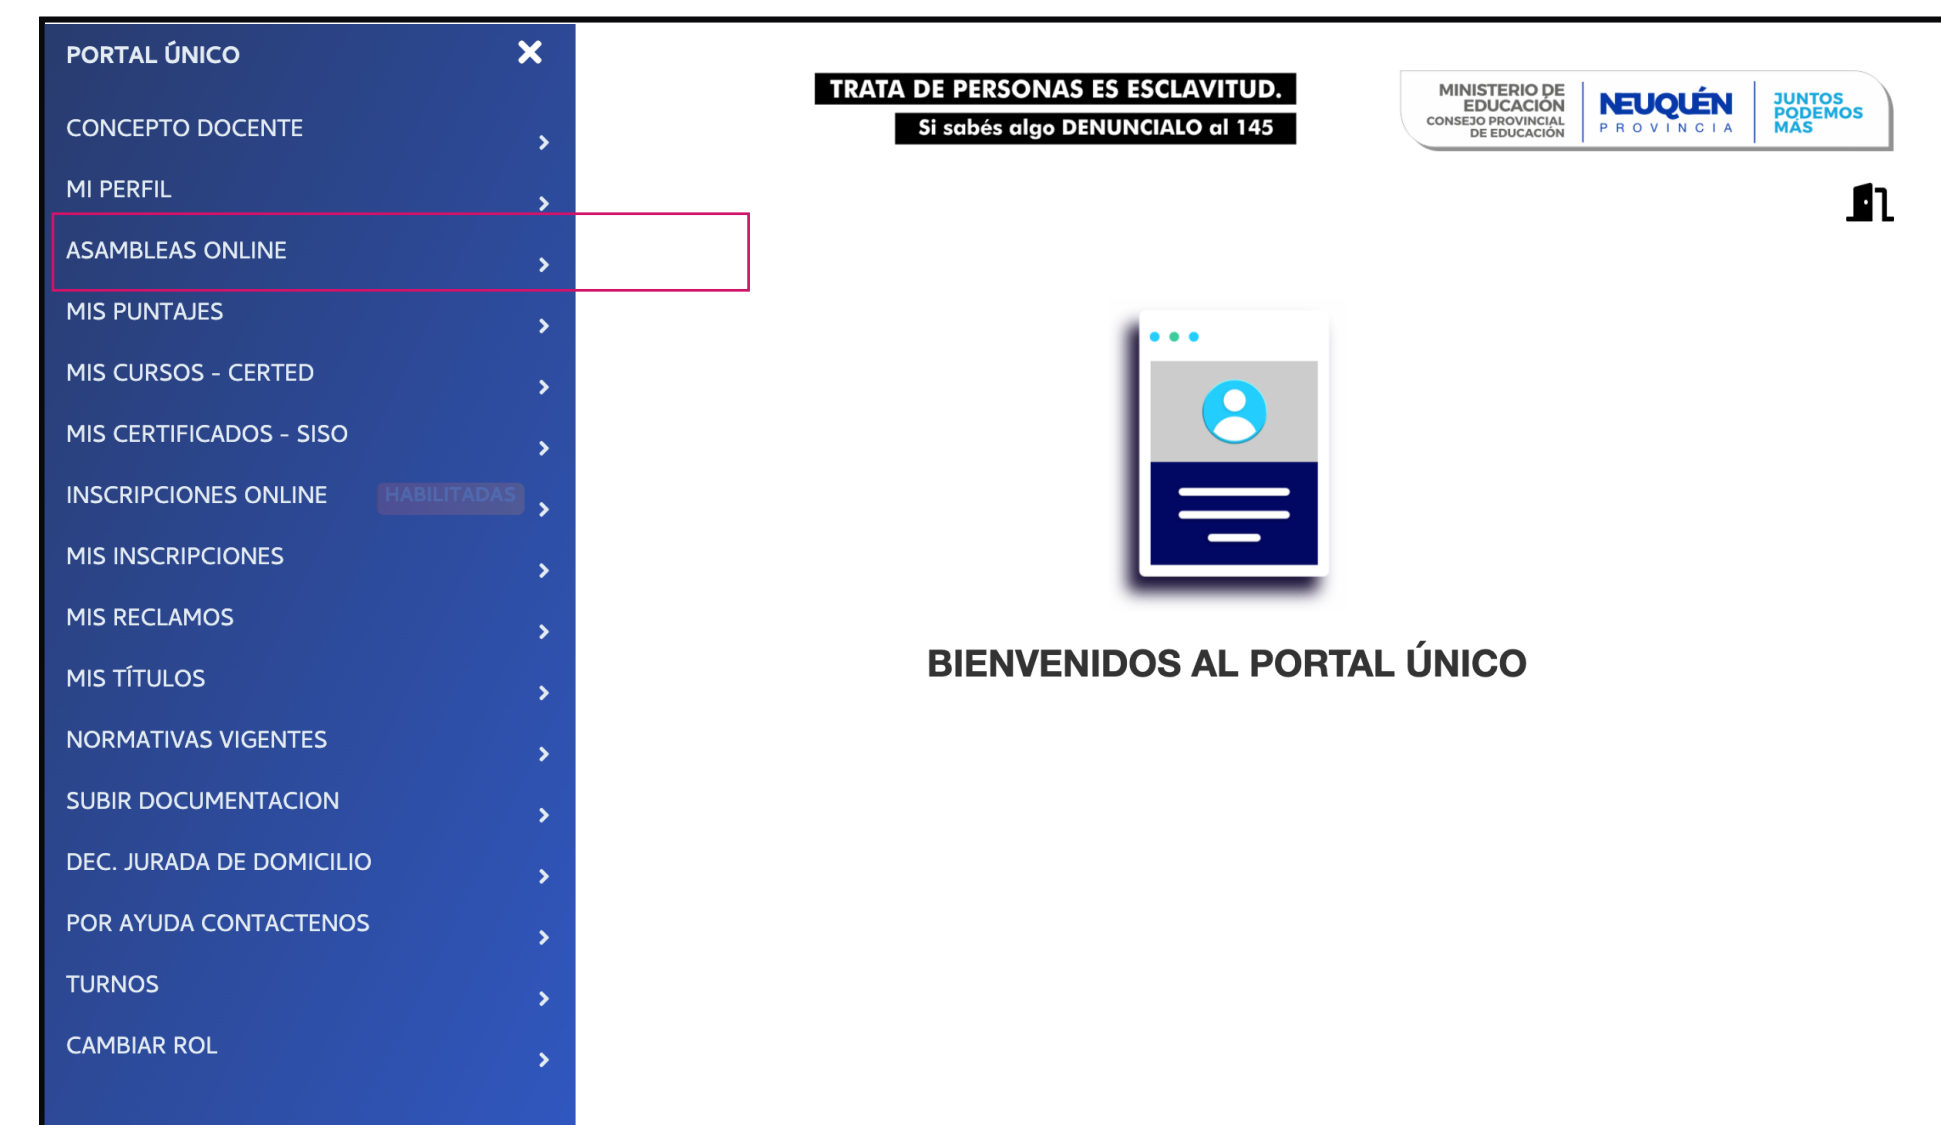 PORTAL ÚNICO
CONCEPTO DOCENTE
MI PERFIL
ASAMBLEAS ONLINE
MIS PUNTAJES
MIS CURSOS - CERTED
MIS CERTIFICADOS - SISO
INSCRIPCIONES ONLINE HABILITADAS
MIS INSCRIPCIONES
MIS RECLAMOS
MIS TÍTULOS
NORMATIVAS VIGENTES
SUBIR DOCUMENTACION
DEC. JURADA DE DOMICILIO
POR AYUDA CONTACTENOS
TURNOS
CAMBIAR ROL
TRATA DE PERSONAS ES ESCLAVITUD.
Si sabés algo DENUNCIALO al 145
MINISTERIO DE
EDUCACIÓN
CONSEJO PROVINCIAL
DE EDUCACIÓN
NEUQUÉN
PROVINCIA
JUNTOS
PODEMOS
MÁS
BIENVENIDOS AL PORTAL ÚNICO